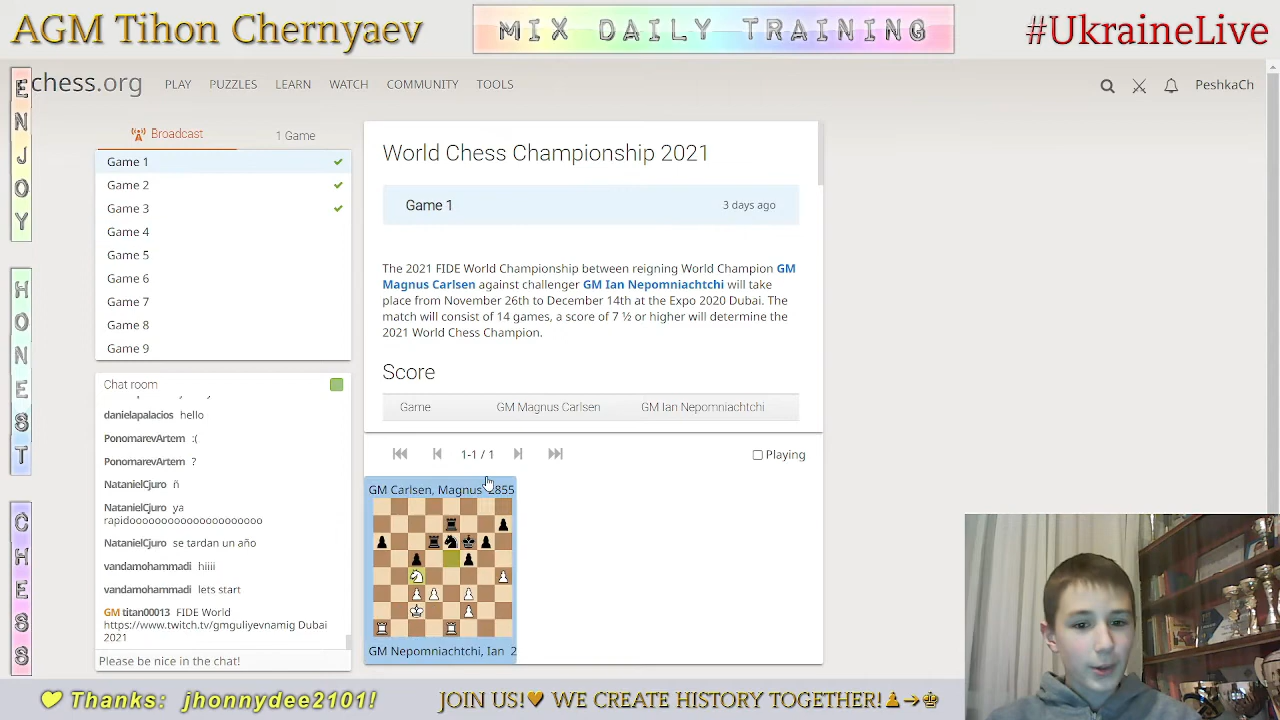 AGM Tihon Chernyaev
MIX DAILY TRAINING
#UkraineLive
ENJOY
HONEST
CHESS
chess.org
PLAY PUZZLES LEARN WATCH COMMUNITY TOOLS
PeshkaCh
Broadcast
1 Game
Game 1
Game 2
Game 3
Game 4
Game 5
Game 6
Game 7
Game 8
Game 9
World Chess Championship 2021
Game 1 3 days ago
The 2021 FIDE World Championship between reigning World Champion GM
Magnus Carlsen against challenger GM Ian Nepomniachtchi will take
place from November 26th to December 14th at the Expo 2020 Dubai. The
match will consist of 14 games, a score of 7 ½ or higher will determine the
2021 World Chess Champion.
Score
Game GM Magnus Carlsen GM Ian Nepomniachtchi
Chat room
danielapalacios hello
PonomarevArtem :(
PonomarevArtem ?
NatanielCjuro ñ
NatanielCjuro ya
rapidooooooooooooooooooo
NatanielCjuro se tardan un año
vandamohammadi hiiii
vandamohammadi lets start
GM titan00013 FIDE World
https://www.twitch.tv/gmguliyevnamig Dubai
2021
Please be nice in the chat!
1-1 / 1
Playing
GM Carlsen, Magnus 2855
GM Nepomniachtchi, Ian 2
Thanks: jhonnydee2101!
JOIN US!🧡 WE CREATE HISTORY TOGETHER!♟→♚